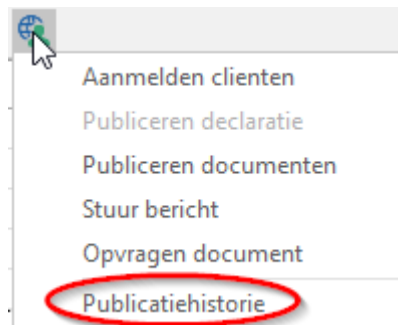 Aanmelden clienten
Publiceren declaratie
Publiceren documenten
Stuur bericht
Opvragen document
Publicatiehistorie